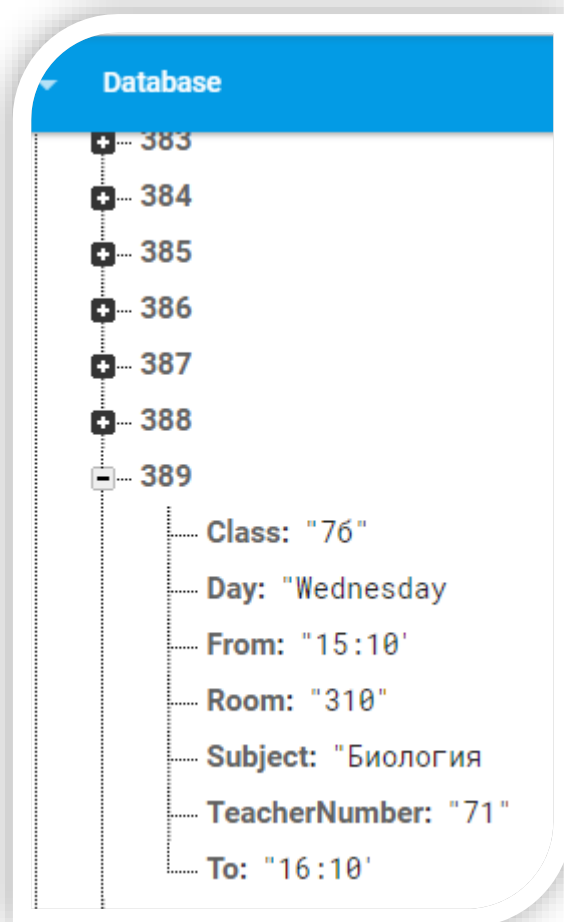 Database
383
384
385
386
387
388
389
Class: "7б"
Day: "Wednesday
From: "15:10'
Room: "310"
Subject: "Биология
TeacherNumber: "71"
To: "16:10'